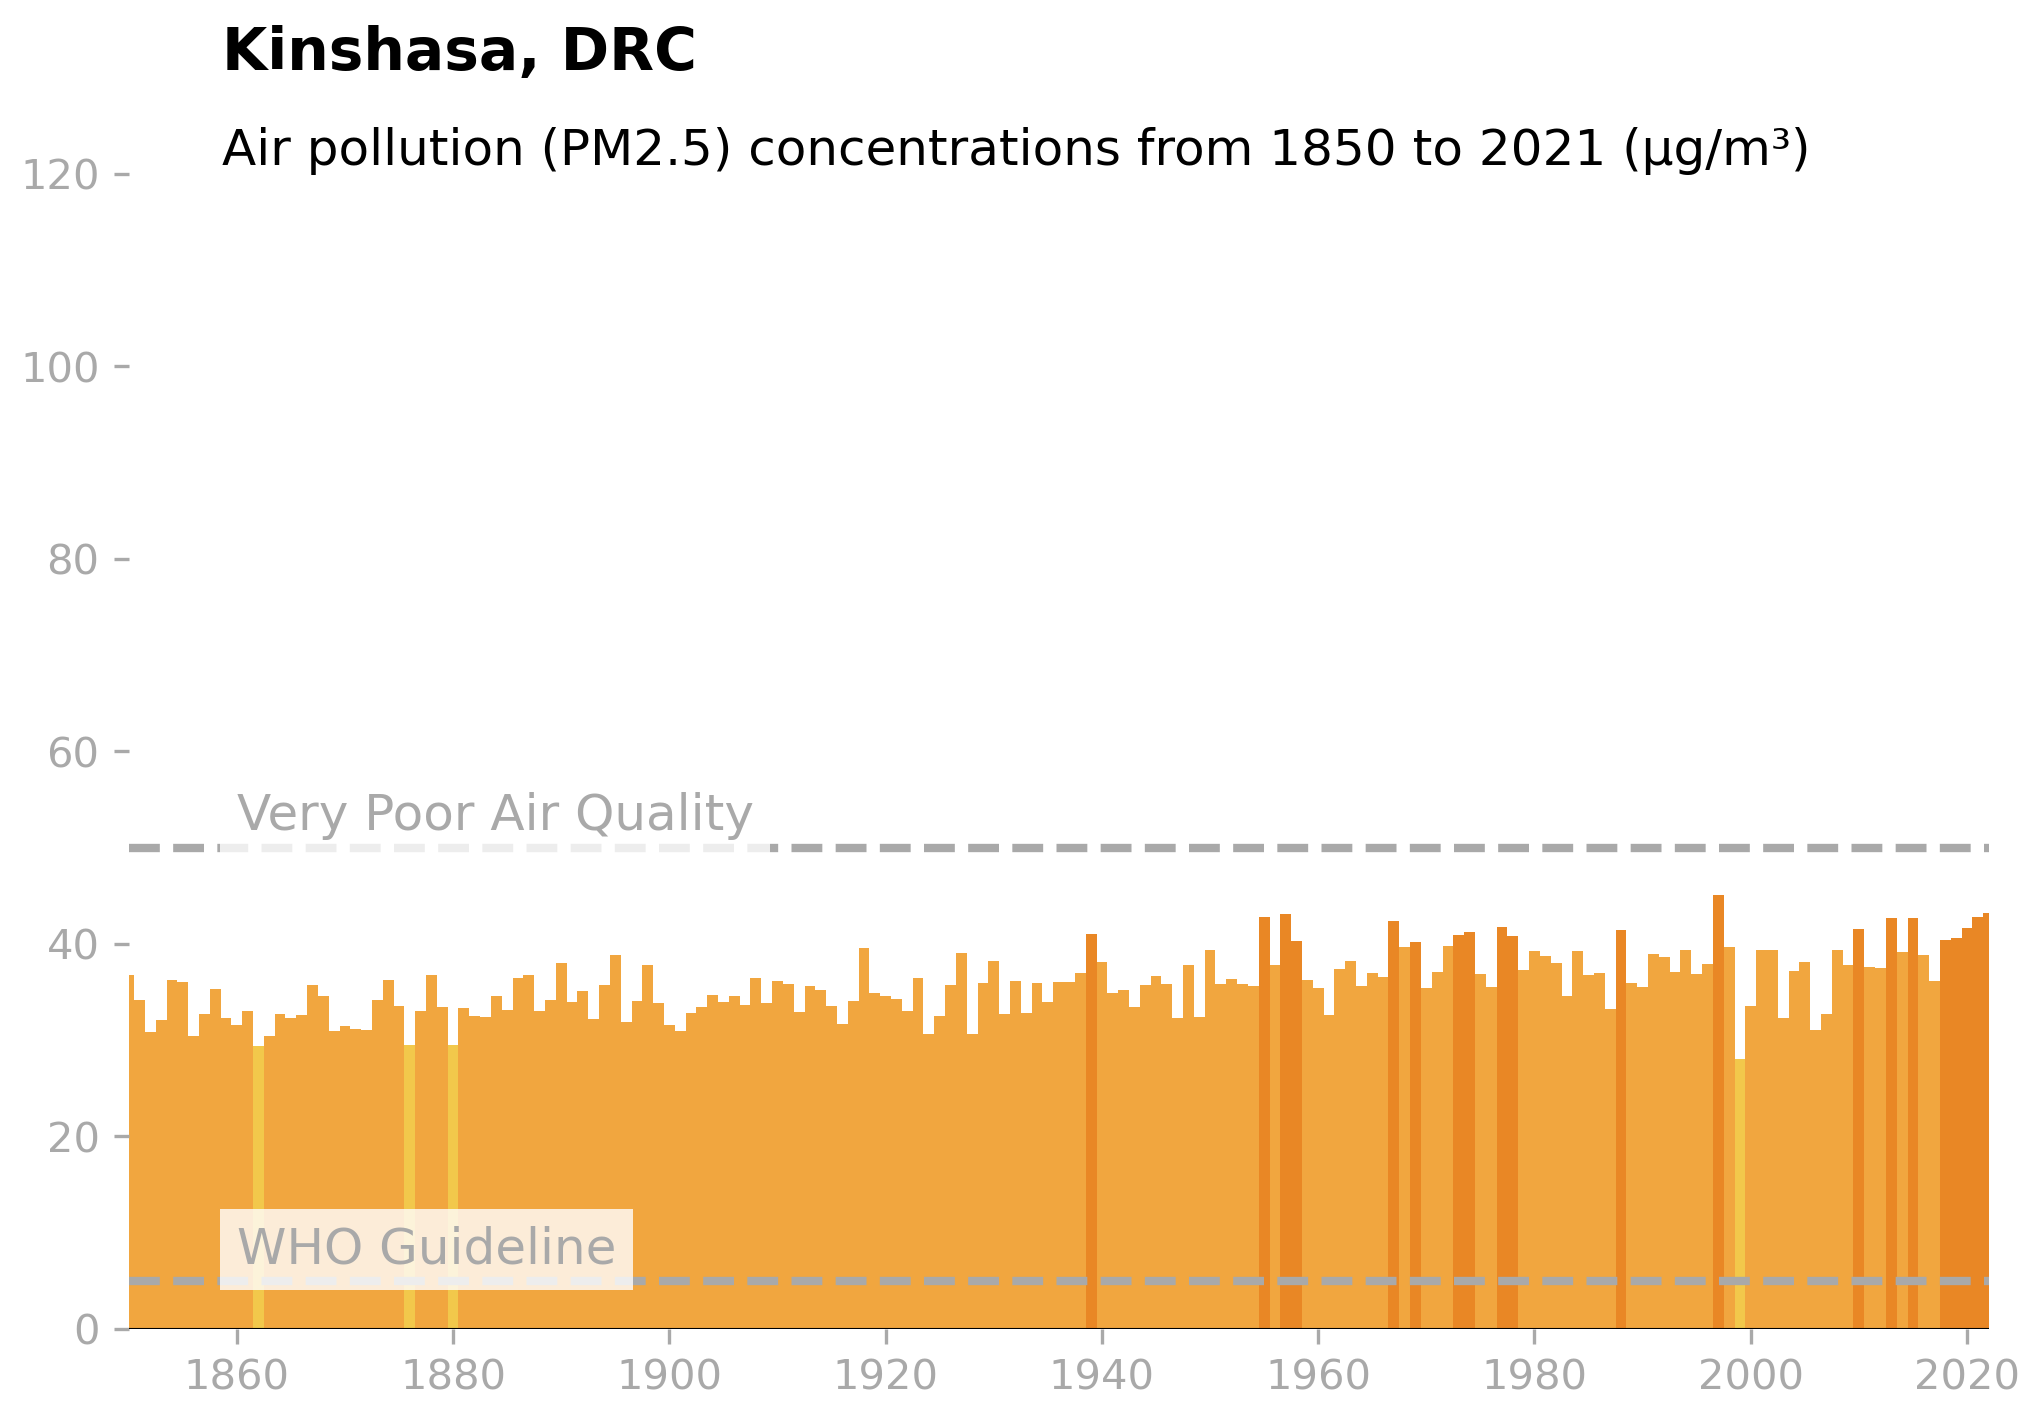 Kinshasa, DRC
Air pollution (PM2.5) concentrations from 1850 to 2021 (µg/m³)
120
100
80
60
Very Poor Air Quality
40
20
WHO Guideline
0
1860 1880 1900 1920 1940 1960 1980 2000 2020